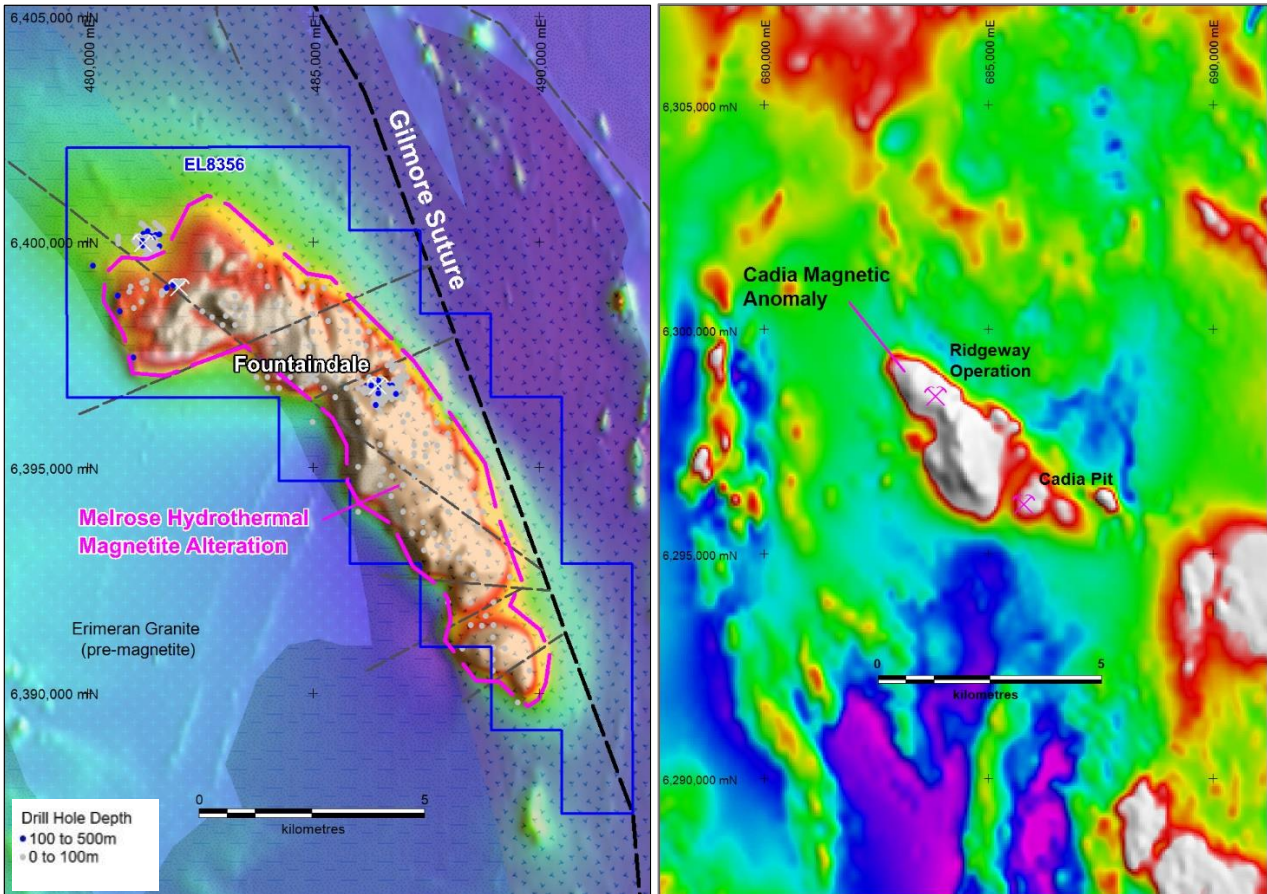 6,405,000 mN
480,000 mE
485,000 mE
490,000 mE
Gilmore Suture
EL8356
6,400,000 mN
Fountaindale
6,395,000 mN
Melrose Hydrothermal
Magnetite Alteration
Erimeran Granite
(pre-magnetite)
6,390,000 mN
0
5
kilometres
Drill Hole Depth
100 to 500m
0 to 100m
680,000 mE
685,000 mE
690,000 mE
6,305,000 mN
Cadia Magnetic
Anomaly
6,300,000 mN
Ridgeway
Operation
Cadia Pit
6,295,000 mN
0
5
kilometres
6,290,000 mN